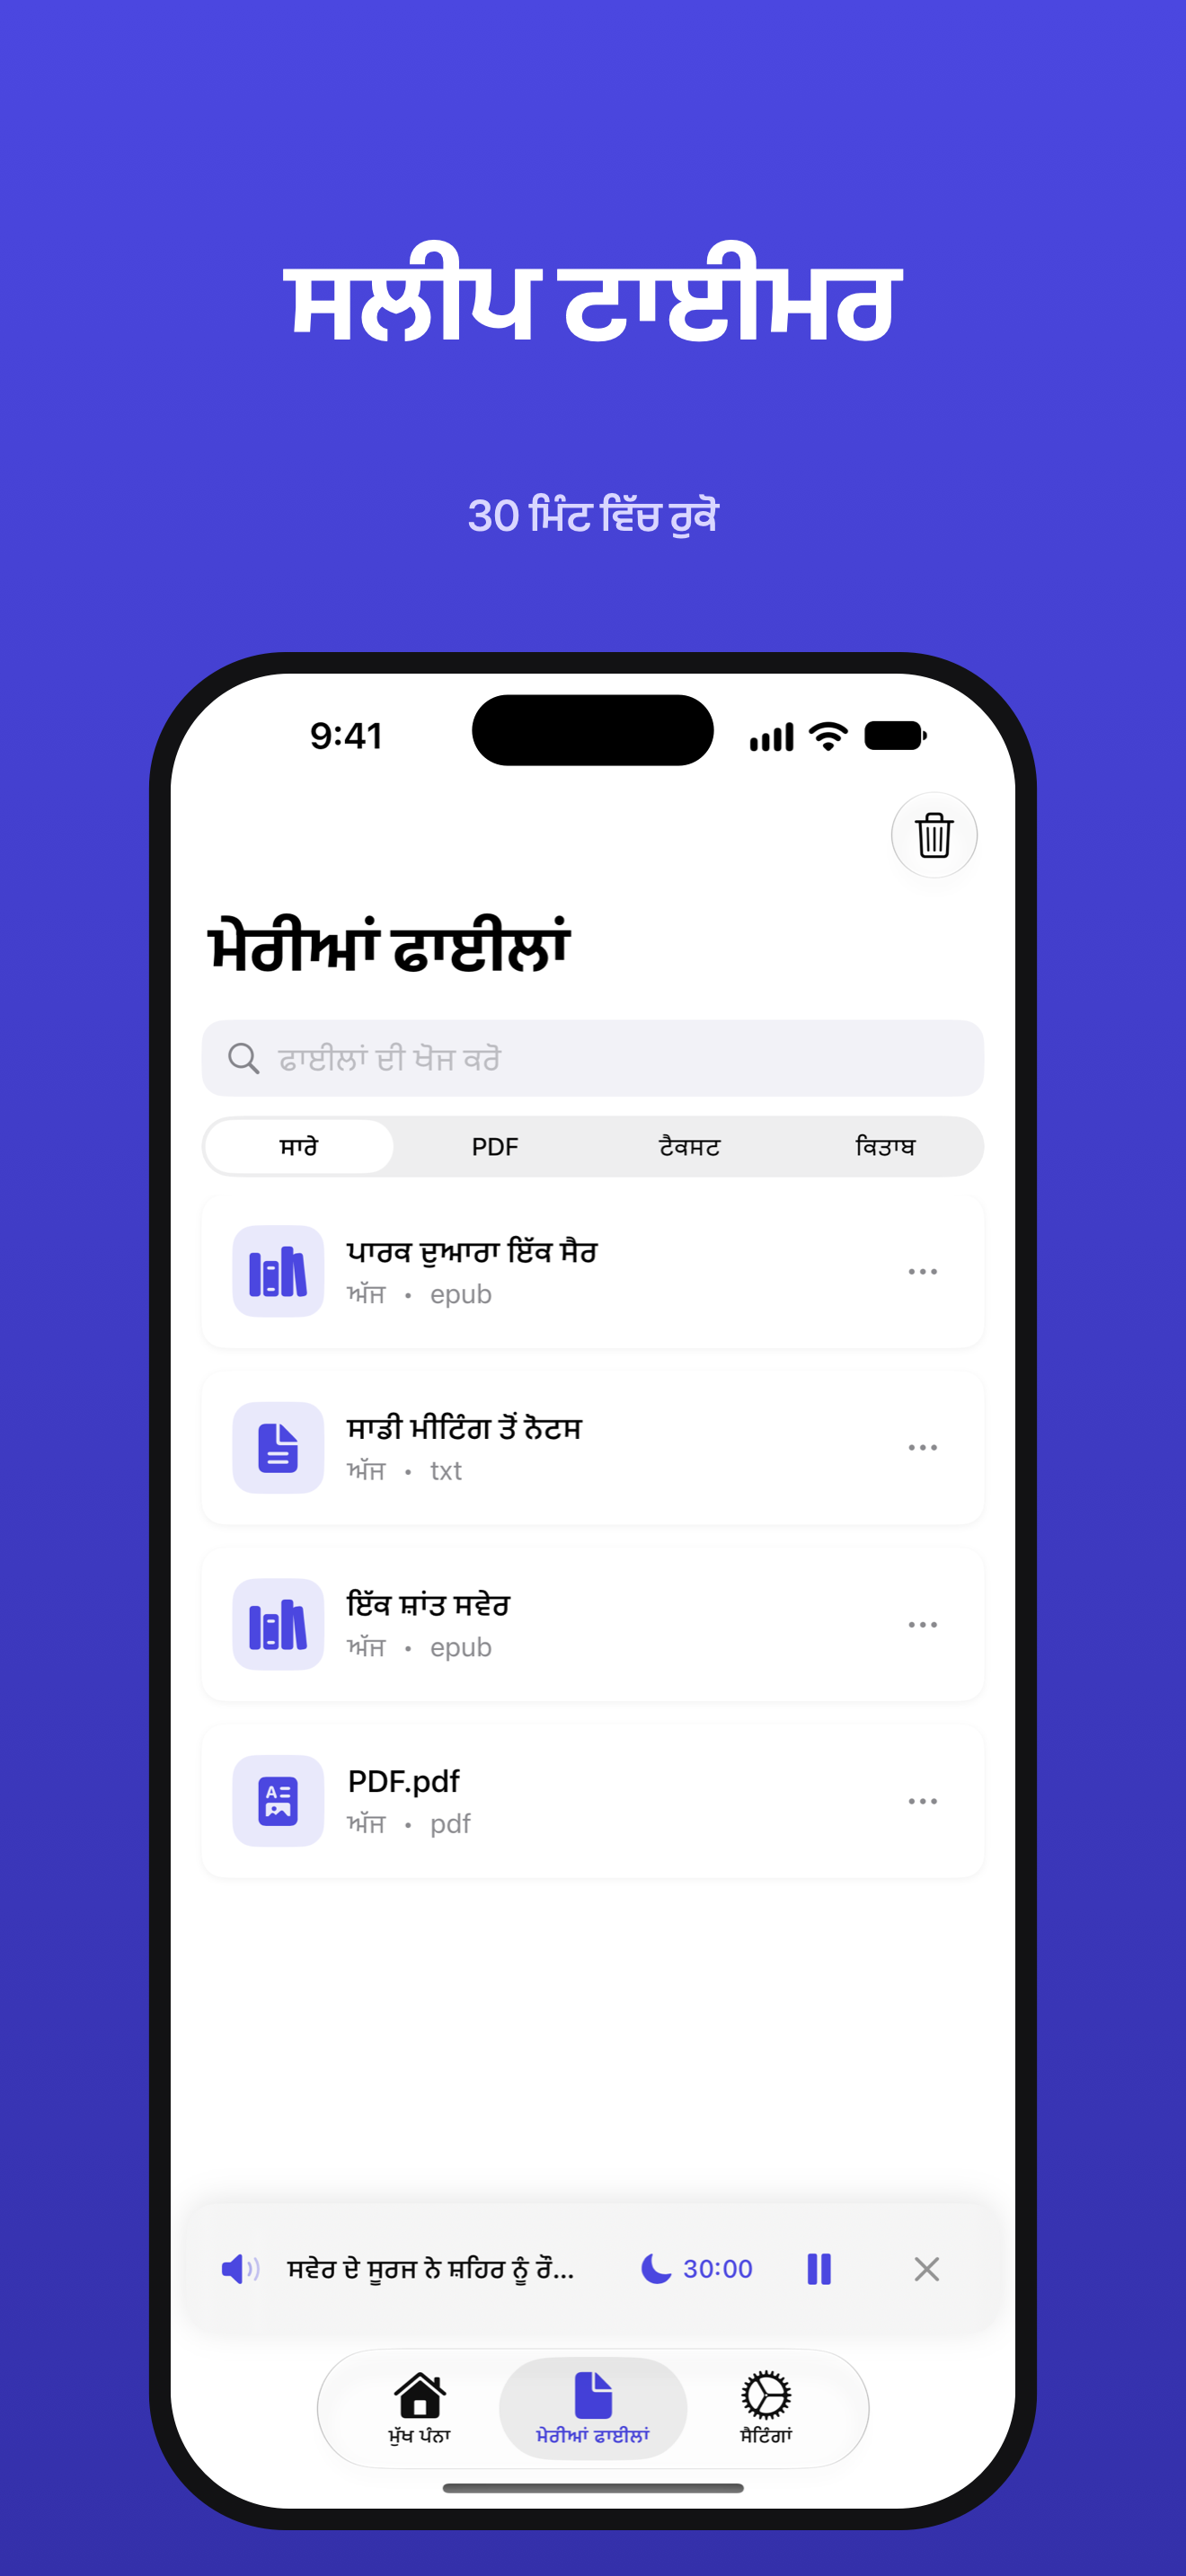 ਸਲੀਪ ਟਾਈਮਰ
30 ਮਿੰਟ ਵਿੱਚ ਰੁਕੋ
9:41
ਮੇਰੀਆਂ ਫਾਈਲਾਂ
ਫਾਈਲਾਂ ਦੀ ਖੋਜ ਕਰੋ
ਸਾਰੇ PDF ਟੈਕਸਟ ਕਿਤਾਬ
ਪਾਰਕ ਦੁਆਰਾ ਇੱਕ ਸੈਰ
ਅੱਜ • epub
ਸਾਡੀ ਮੀਟਿੰਗ ਤੋਂ ਨੋਟਸ
ਅੱਜ • txt
ਇੱਕ ਸ਼ਾਂਤ ਸਵੇਰ
ਅੱਜ • epub
PDF.pdf
ਅੱਜ • pdf
ਸਵੇਰ ਦੇ ਸੂਰਜ ਨੇ ਸ਼ਹਿਰ ਨੂੰ ਰੌ... 30:00
ਮੁੱਖ ਪੰਨਾ ਮੇਰੀਆਂ ਫਾਈਲਾਂ ਸੈਟਿੰਗਾਂ